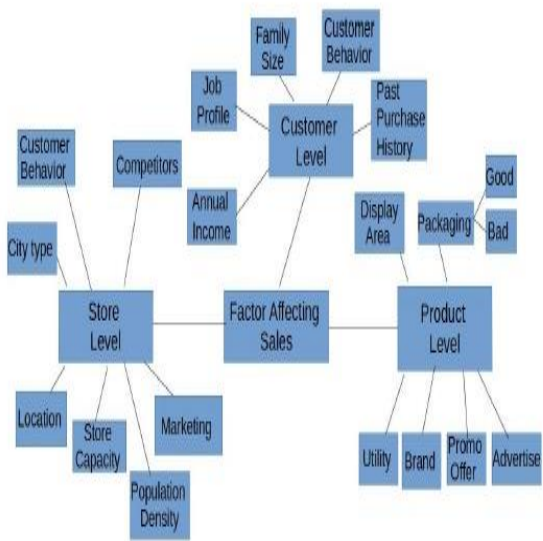 Family
Size
Customer
Behavior
Job
Profile
Customer
Level
Past
Purchase
History
Annual
Income
Customer
Behavior
Competitors
City type
Good
Bad
Packaging
Display
Area
Store
Level
Factor Affecting
Sales
Product
Level
Location
Store
Capacity
Population
Density
Marketing
Utility
Brand
Promo
Offer
Advertise